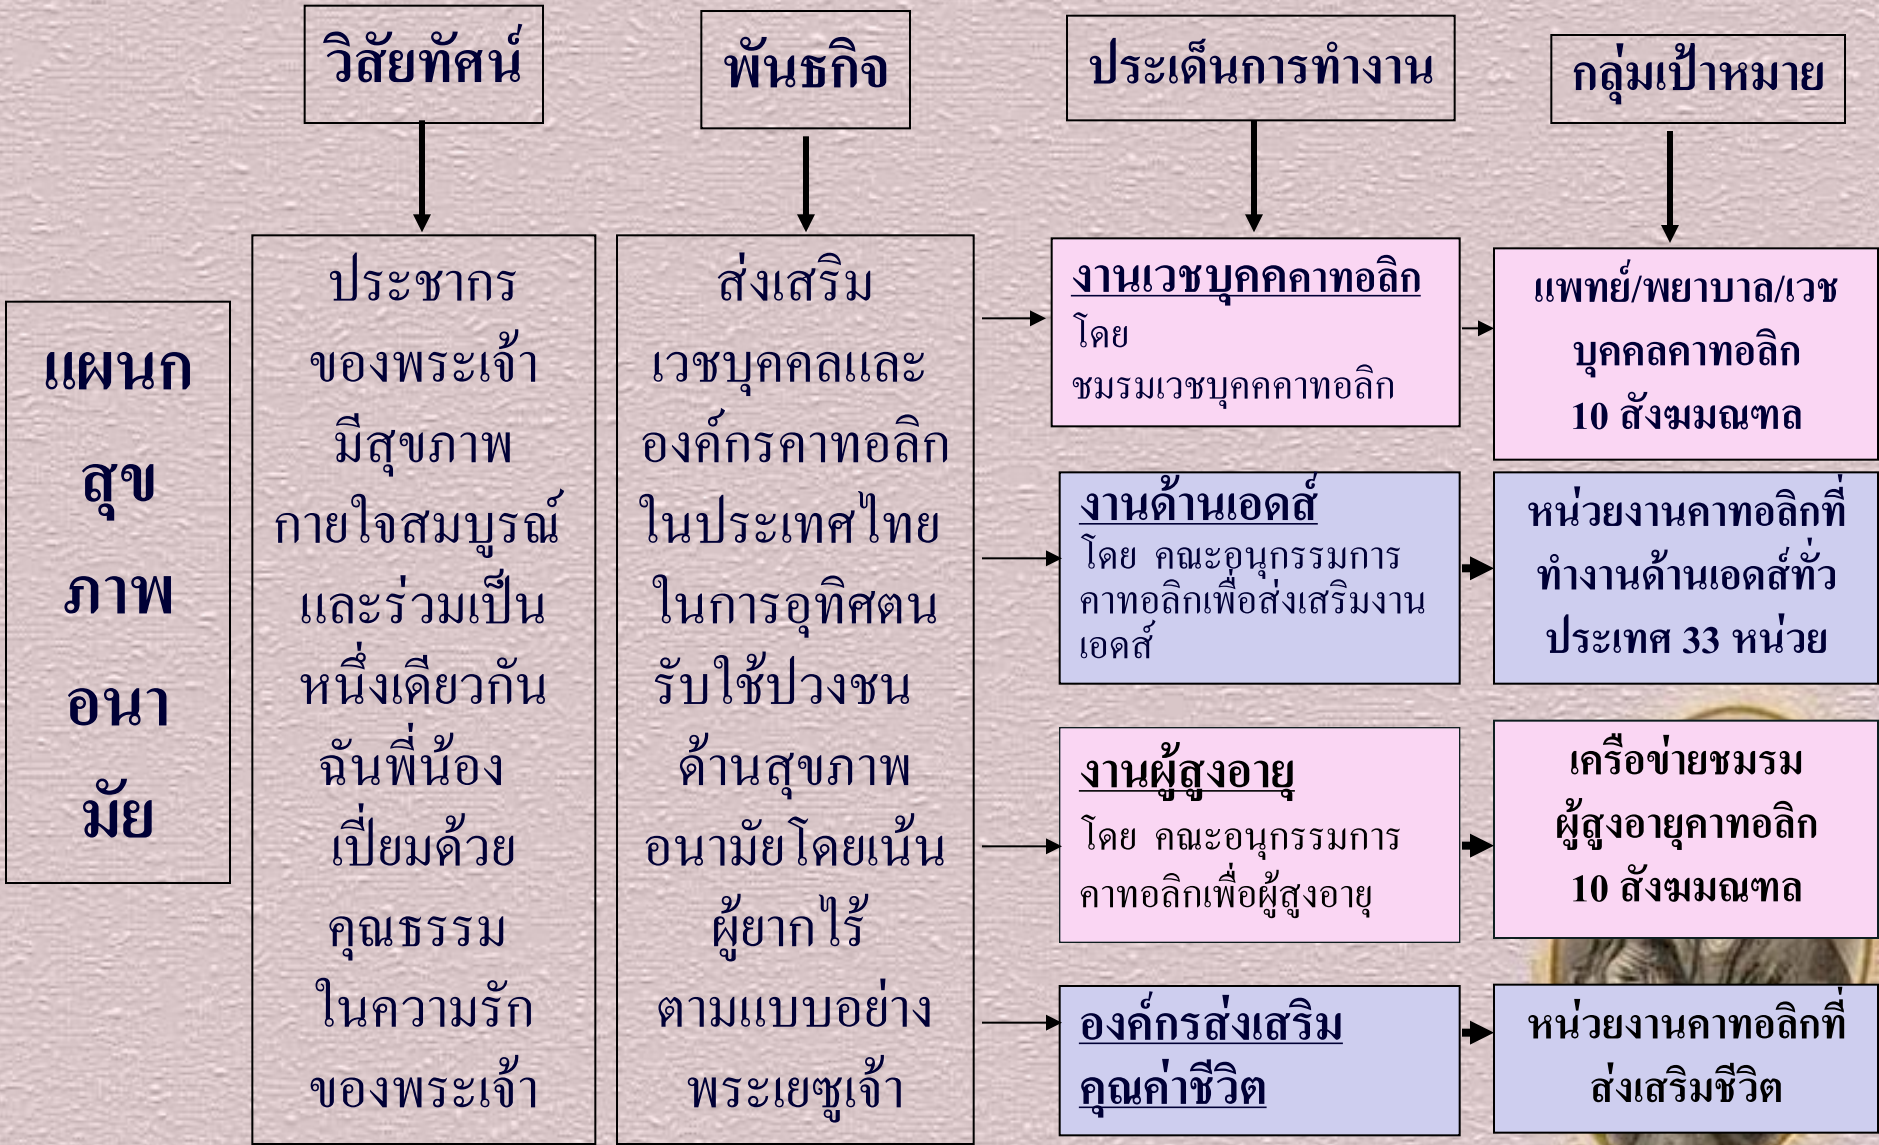 วิสัยทัศน์
พันธกิจ
ประเด็นการทำงาน
กลุ่มเป้าหมาย
แผนก
สุข
ภาพ
อนา
มัย
ประชากร
ของพระเจ้า
มีสุขภาพ
กายใจสมบูรณ์
และร่วมเป็น
หนึ่งเดียวกัน
ฉันพี่น้อง
เปี่ยมด้วย
คุณธรรม
ในความรัก
ของพระเจ้า
ส่งเสริม
เวชบุคคลและ
องค์กรคาทอลิก
ในประเทศไทย
ในการอุทิศตน
รับใช้ปวงชน
ด้านสุขภาพ
อนามัยโดยเน้น
ผู้ยากไร้
ตามแบบอย่าง
พระเยซูเจ้า
งานเวชบุคคคาทอลิก
โดย
ชมรมเวชบุคคคาทอลิก
แพทย์/พยาบาล/เวช
บุคคลคาทอลิก
10 สังฆมณฑล
งานด้านเอดส์
โดย คณะอนุกรรมการ
คาทอลิกเพื่อส่งเสริมงาน
เอดส์
หน่วยงานคาทอลิกที่
ทำงานด้านเอดส์ทั่ว
ประเทศ 33 หน่วย
งานผู้สูงอายุ
โดย คณะอนุกรรมการ
คาทอลิกเพื่อผู้สูงอายุ
เครือข่ายชมรม
ผู้สูงอายุคาทอลิก
10 สังฆมณฑล
องค์กรส่งเสริม
คุณค่าชีวิต
หน่วยงานคาทอลิกที่
ส่งเสริมชีวิต